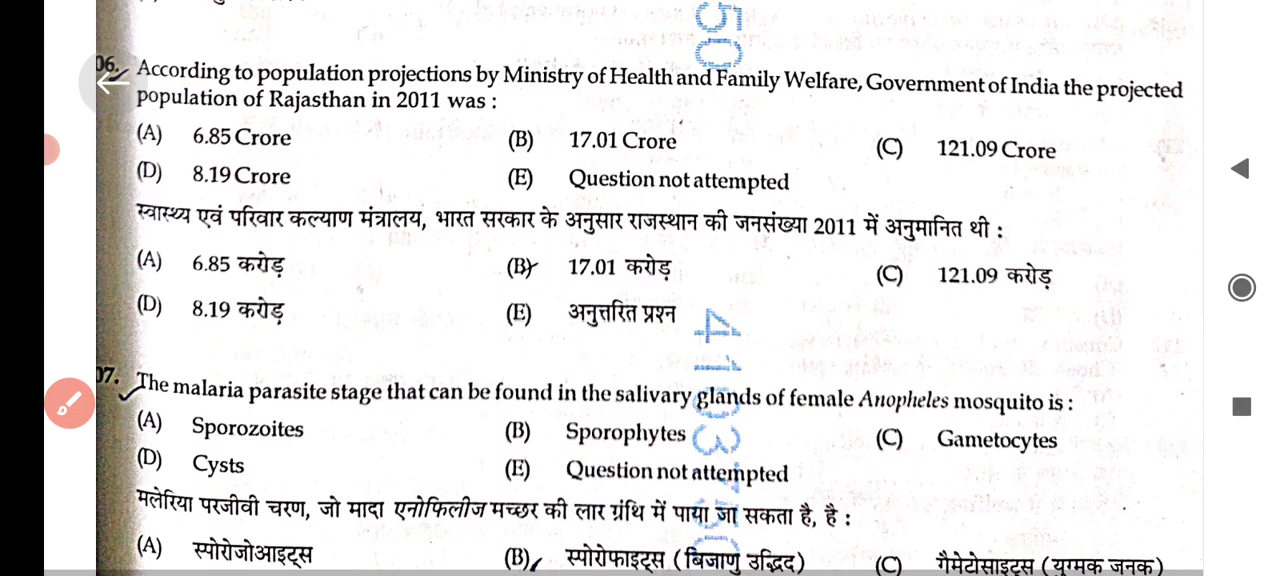 06. According to population projections by Ministry of Health and Family Welfare, Government of India the projected
population of Rajasthan in 2011 was :
(A) 6.85 Crore (B) 17.01 Crore (C) 121.09 Crore
(D) 8.19 Crore (E) Question not attempted
स्वास्थ्य एवं परिवार कल्याण मंत्रालय, भारत सरकार के अनुसार राजस्थान की जनसंख्या 2011 में अनुमानित थी :
(A) 6.85 करोड़ (B) 17.01 करोड़ (C) 121.09 करोड़
(D) 8.19 करोड़ (E) अनुत्तरित प्रश्न
07. The malaria parasite stage that can be found in the salivary glands of female Anopheles mosquito is :
(A) Sporozoites (B) Sporophytes (C) Gametocytes
(D) Cysts (E) Question not attempted
मलेरिया परजीवी चरण, जो मादा एनोफिलीज मच्छर की लार ग्रंथि में पाया जा सकता है, है :
(A) स्पोरोजोआइट्स (B) स्पोरोफाइट्स (बिजाणु उद्भिद) (C) गैमेटोसाइट्स (युग्मक जनक)